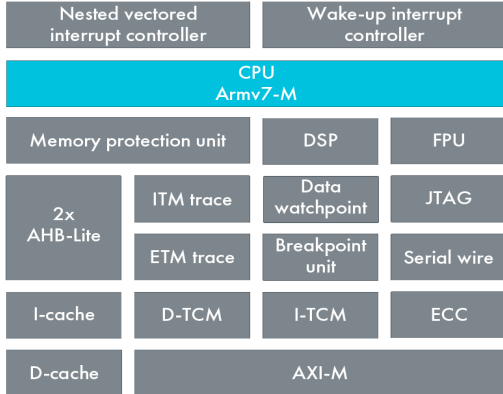 Nested vectored
interrupt controller
Wake-up interrupt
controller
CPU
Armv7-M
Memory protection unit
DSP
FPU
2x
AHB-Lite
ITM trace
Data
watchpoint
JTAG
ETM trace
Breakpoint
unit
Serial wire
I-cache
D-TCM
I-TCM
ECC
D-cache
AXI-M